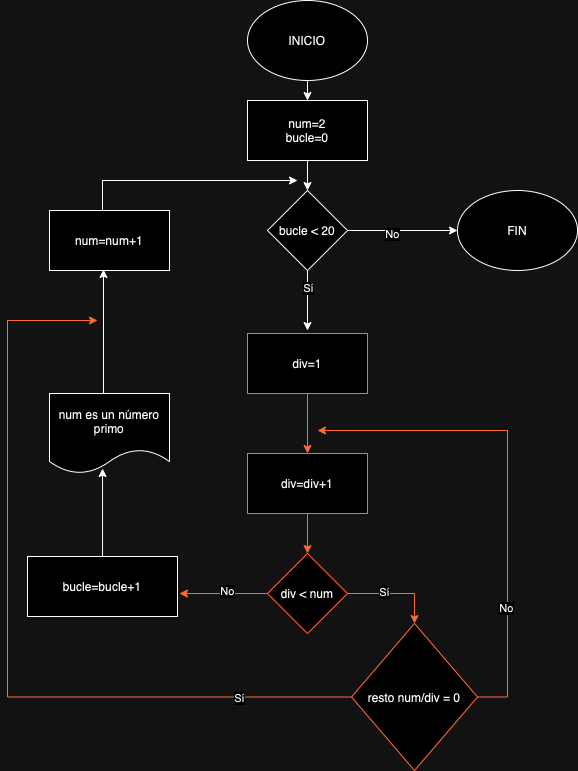 INICIO
num=2
bucle=0
num=num+1
bucle < 20
No
FIN
Sí
div=1
num es un número
primo
div=div+1
bucle=bucle+1
No
div < num
Sí
No
resto num/div = 0
Sí